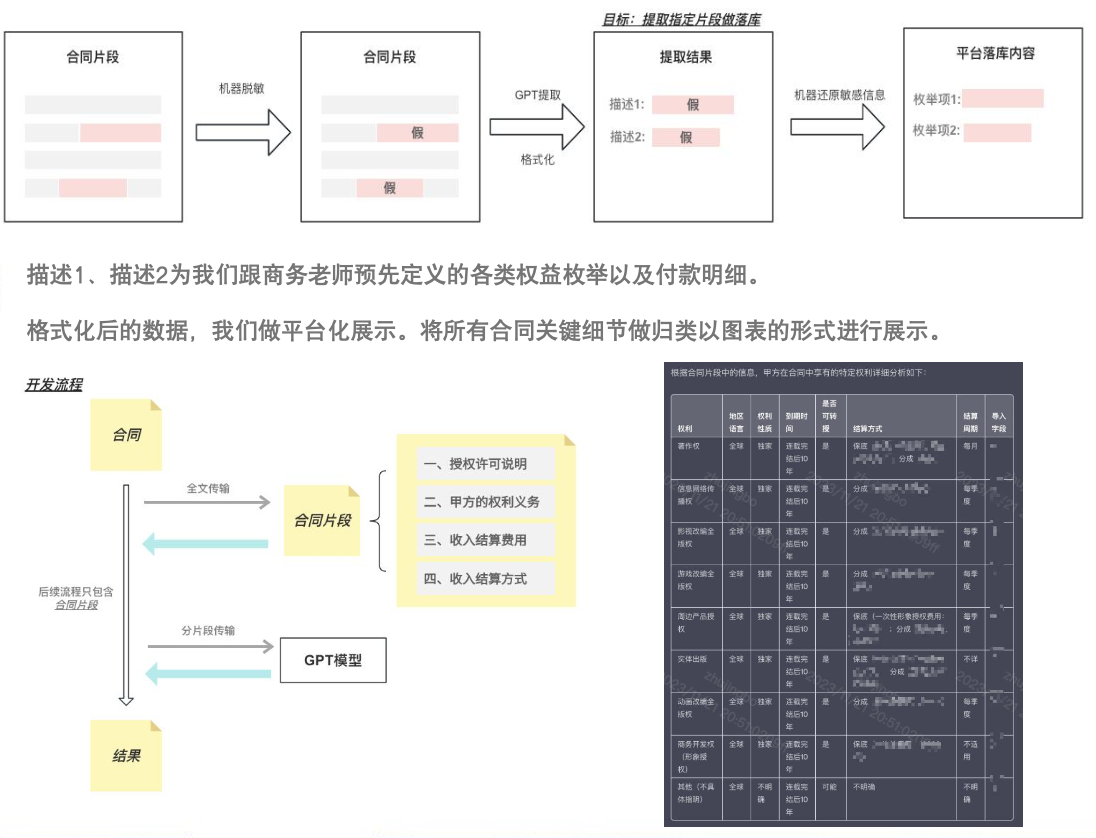 目标：提取指定片段做落库
合同片段
机器脱敏
合同片段
假
假
GPT提取
格式化
提取结果
描述1:
假
描述2:
假
机器还原敏感信息
平台落库内容
枚举项1:
枚举项2:
描述1、描述2为我们跟商务老师预先定义的各类权益枚举以及付款明细。
格式化后的数据，我们做平台化展示。将所有合同关键细节做归类以图表的形式进行展示。
开发流程
合同
全文传输
合同片段
一、授权许可说明
二、甲方的权利义务
三、收入结算费用
四、收入结算方式
后续流程只包含
合同片段
分片段传输
GPT模型
结果
根据合同片段中的信息，甲方在合同中享有的特定权利详细分析如下：
权利 地区语言 权利性质 到期时间 是否可转授 结算方式 结算周期 导入字段
著作权 全球 独家 连载完结后10年 是 保底 分成 每月
信息网络传播权 全球 独家 连载完结后10年 是 分成 每季度
影视改编全版权 全球 独家 连载完结后10年 是 分成 每季度
游戏改编全版权 全球 独家 连载完结后10年 是 分成 每季度
周边产品授权 全球 独家 连载完结后10年 是 保底（一次性形象授权费用： ；分成 每季度
实体出版 全球 独家 连载完结后10年 是 保底 分成 不详
动画改编全版权 全球 独家 连载完结后10年 是 分成 每季度
商务开发权（形象授权） 全球 独家 连载完结后10年 是 保底 不适用
其他（不具体指明） 全球 不明确 连载完结后10年 可能 不明确 不明确